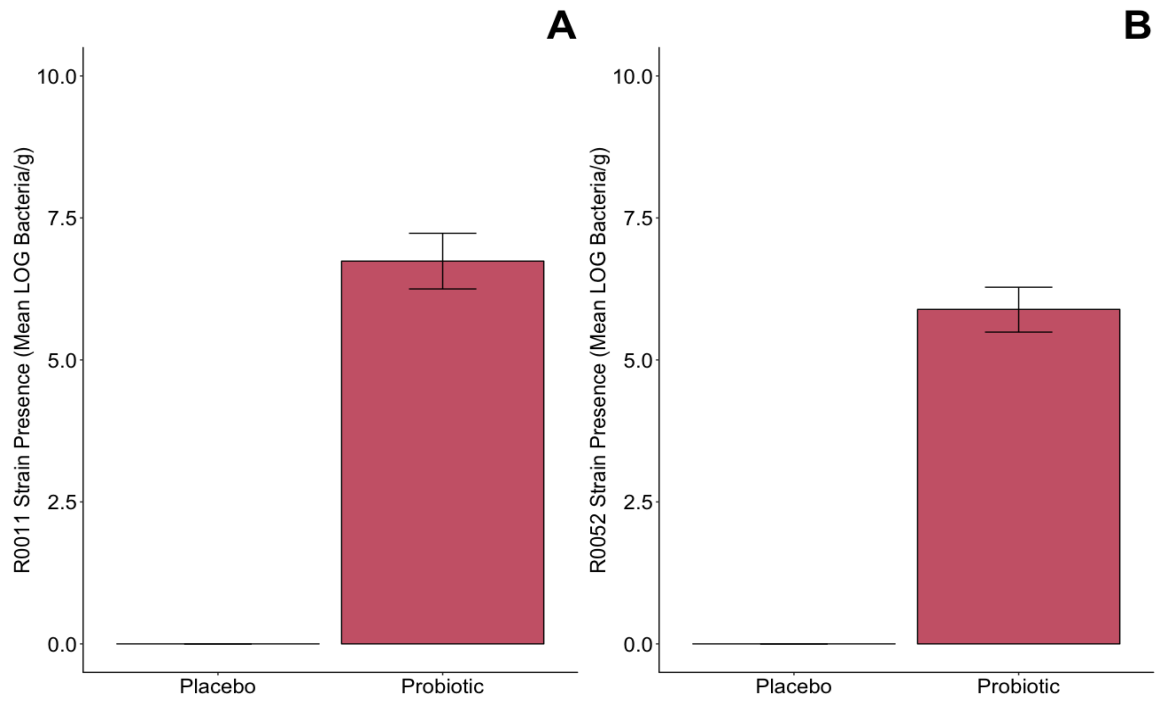 A
R0011 Strain Presence (Mean LOG Bacteria/g)
10.0
7.5
5.0
2.5
0.0
Placebo Probiotic
B
R0052 Strain Presence (Mean LOG Bacteria/g)
10.0
7.5
5.0
2.5
0.0
Placebo Probiotic